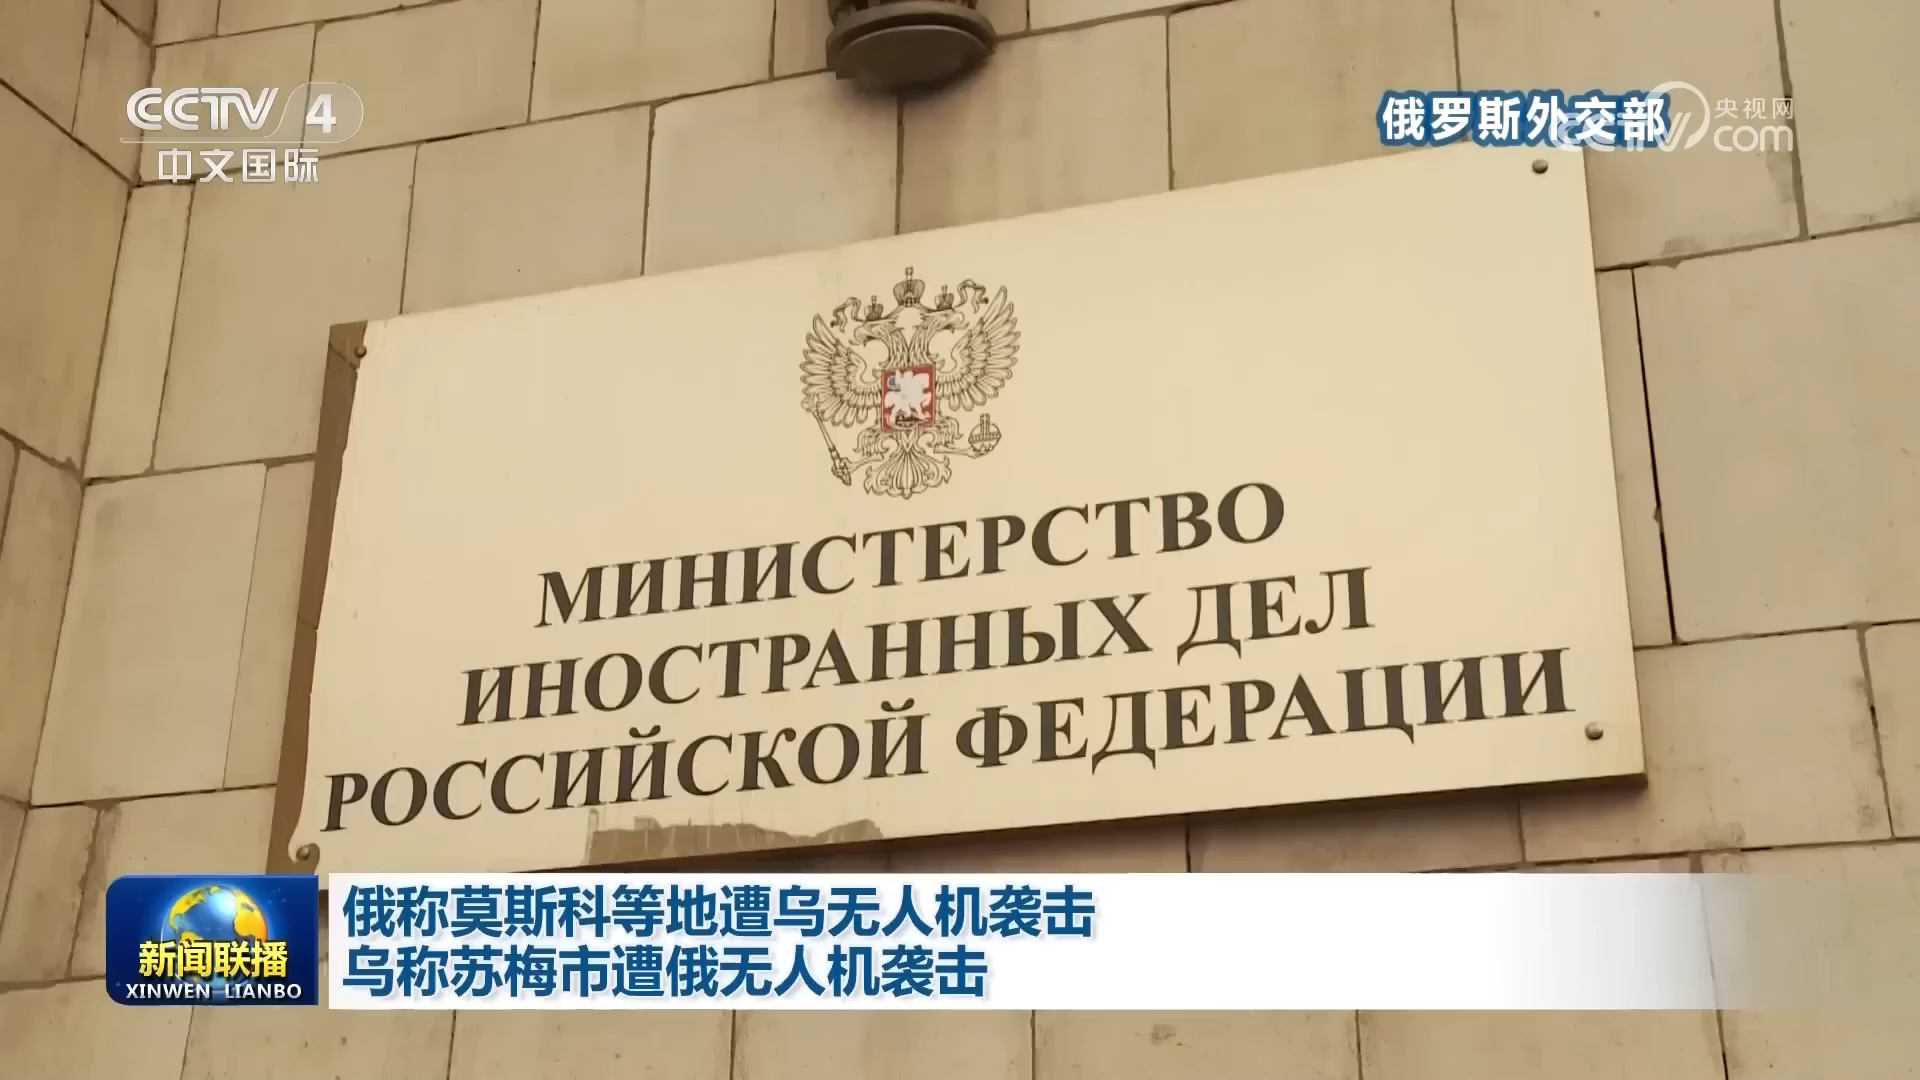 CCTV 4
中文国际
俄罗斯外交部
央视网
cctv.com
МИНИСТЕРСТВО
ИНОСТРАННЫХ ДЕЛ
РОССИЙСКОЙ ФЕДЕРАЦИИ
新闻联播
XINWEN LIANBO
俄称莫斯科等地遭乌无人机袭击
乌称苏梅市遭俄无人机袭击